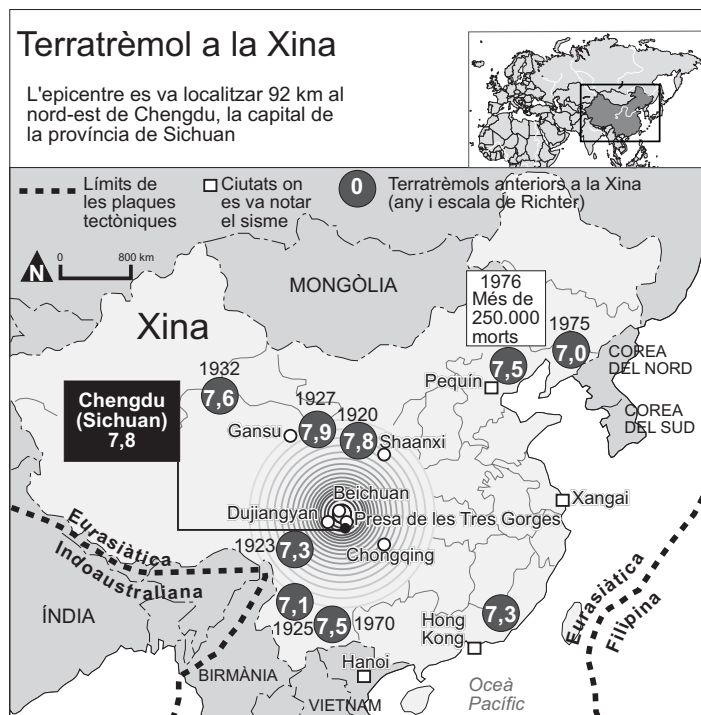 Terratrèmol a la Xina
L'epicentre es va localitzar 92 km al
nord-est de Chengdu, la capital de
la província de Sichuan
Límits de
les plaques
tectòniques
Ciutats on
es va notar
el sisme
0
Terratrèmols anteriors a la Xina
(any i escala de Richter)
N
0
800 km
MONGÒLIA
1976
Més de
250.000
morts
7,5
1975
7,0
Xina
COREA
DEL NORD
Pequín
1932
7,6
Chengdu
(Sichuan)
7,8
1927
7,9
1920
7,8
COREA
DEL SUD
Gansu
Shaanxi
Beichuan
Xangai
Dujiangyan
Presa de les Tres Gorges
Eurasiàtica
Indoaustraliana
1923
7,3
Chongqing
Eurasiàtica
Filipina
ÍNDIA
7,1
1925
7,5
1970
7,3
Hong
Kong
BIRMÀNIA
Hanoi
VIETNAM
Oceà
Pacífic